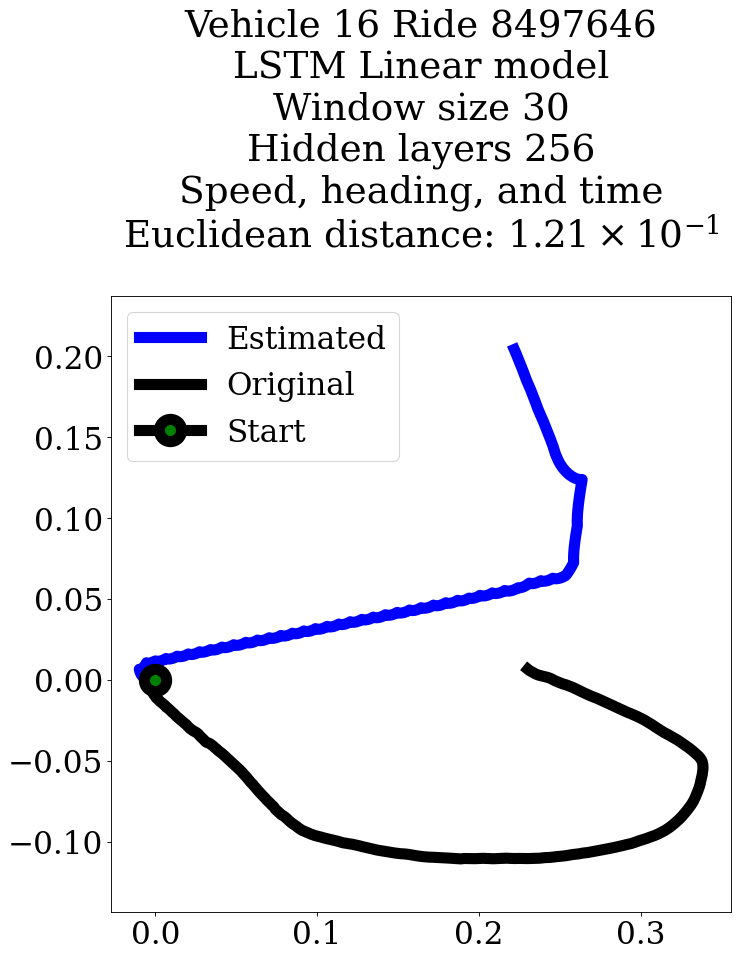 Vehicle 16 Ride 8497646
LSTM Linear model
Window size 30
Hidden layers 256
Speed, heading, and time
Euclidean distance: 1.21 × 10⁻¹
Estimated
Original
Start
0.20
0.15
0.10
0.05
0.00
−0.05
−0.10
0.0 0.1 0.2 0.3